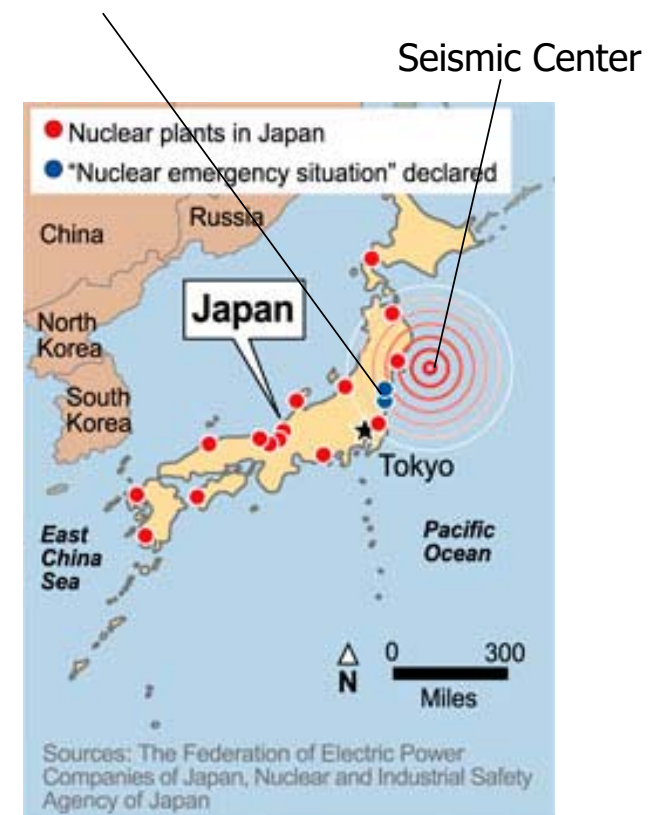 Seismic Center
Nuclear plants in Japan
"Nuclear emergency situation" declared
Russia
China
Japan
North
Korea
South
Korea
Tokyo
East
China
Sea
Pacific
Ocean
0 300
N
Miles
Sources: The Federation of Electric Power
Companies of Japan, Nuclear and Industrial Safety
Agency of Japan